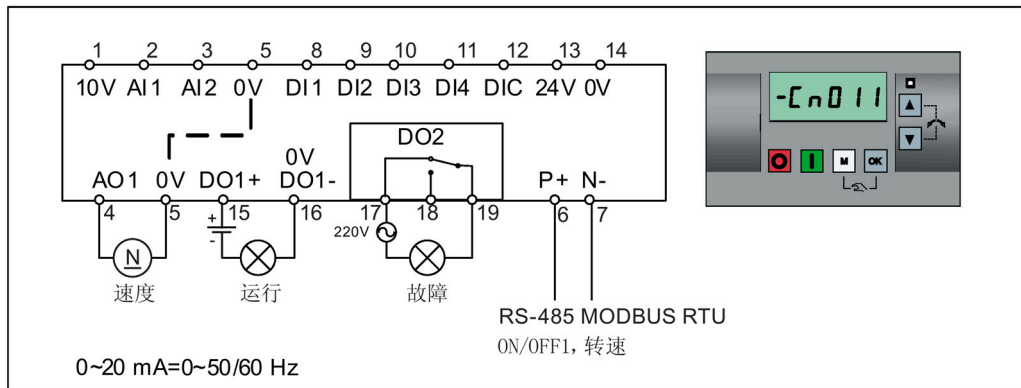 1 2 3 5 8 9 10 11 12 13 14
10V AI1 AI2 0V DI1 DI2 DI3 DI4 DIC 24V 0V
DO2
0V
AO1 0V DO1+ DO1- P+ N-
4 5 15 16 17 18 19 6 7
+
-
220V
N
速度 运行 故障
RS-485 MODBUS RTU
ON/OFF1, 转速
0~20 mA=0~50/60 Hz
-Cn011
M OK